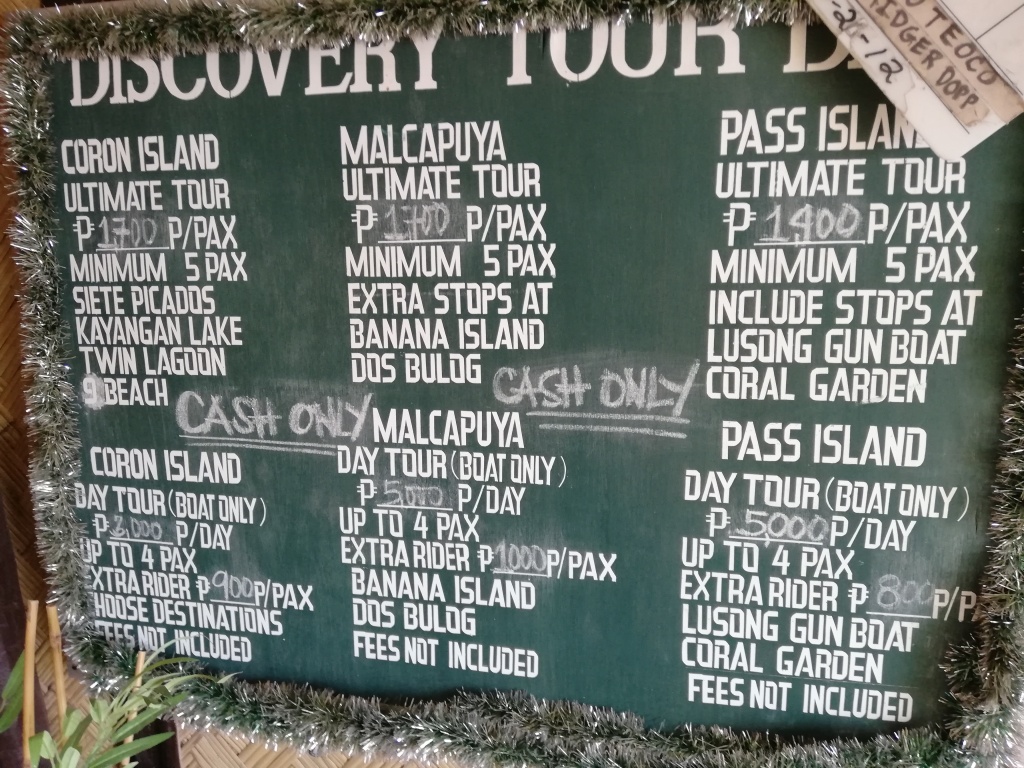 DISCOVERY TOUR
TEOCO
-24-12
CORON ISLAND
ULTIMATE TOUR
₱ 1700 P/PAX
MINIMUM 5 PAX
SIETE PICADOS
KAYANGAN LAKE
TWIN LAGOON
9 BEACH
MALCAPUYA
ULTIMATE TOUR
₱ 1700 P/PAX
MINIMUM 5 PAX
EXTRA STOPS AT
BANANA ISLAND
DOS BULOG
PASS ISLAND
ULTIMATE TOUR
₱ 1400 P/PAX
MINIMUM 5 PAX
INCLUDE STOPS AT
LUSONG GUN BOAT
CORAL GARDEN
CASH ONLY
CASH ONLY
CORON ISLAND
DAY TOUR (BOAT ONLY)
₱ P/DAY
UP TO 4 PAX
EXTRA RIDER ₱ 900 P/PAX
HOOSE DESTINATIONS
FEES NOT INCLUDED
MALCAPUYA
DAY TOUR (BOAT ONLY)
₱ 5000 P/DAY
UP TO 4 PAX
EXTRA RIDER ₱ 1000 P/PAX
BANANA ISLAND
DOS BULOG
FEES NOT INCLUDED
PASS ISLAND
DAY TOUR (BOAT ONLY)
₱ 5000 P/DAY
UP TO 4 PAX
EXTRA RIDER ₱ 800 P/P
LUSONG GUN BOAT
CORAL GARDEN
FEES NOT INCLUDED